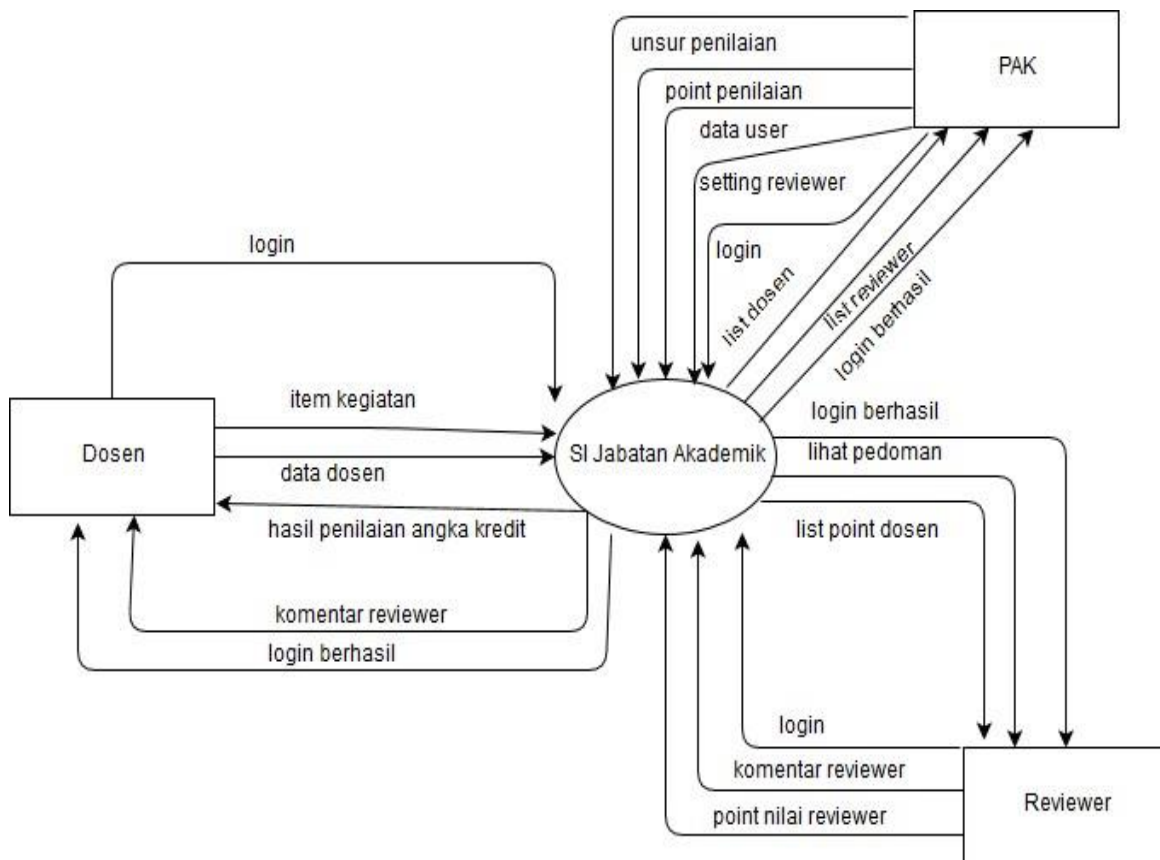 unsur penilaian
PAK
point penilaian
data user
setting reviewer
login
login
list dosen
list reviewer
login berhasil
item kegiatan
login berhasil
Dosen
SI Jabatan Akademik
lihat pedoman
data dosen
hasil penilaian angka kredit
list point dosen
komentar reviewer
login berhasil
login
komentar reviewer
Reviewer
point nilai reviewer